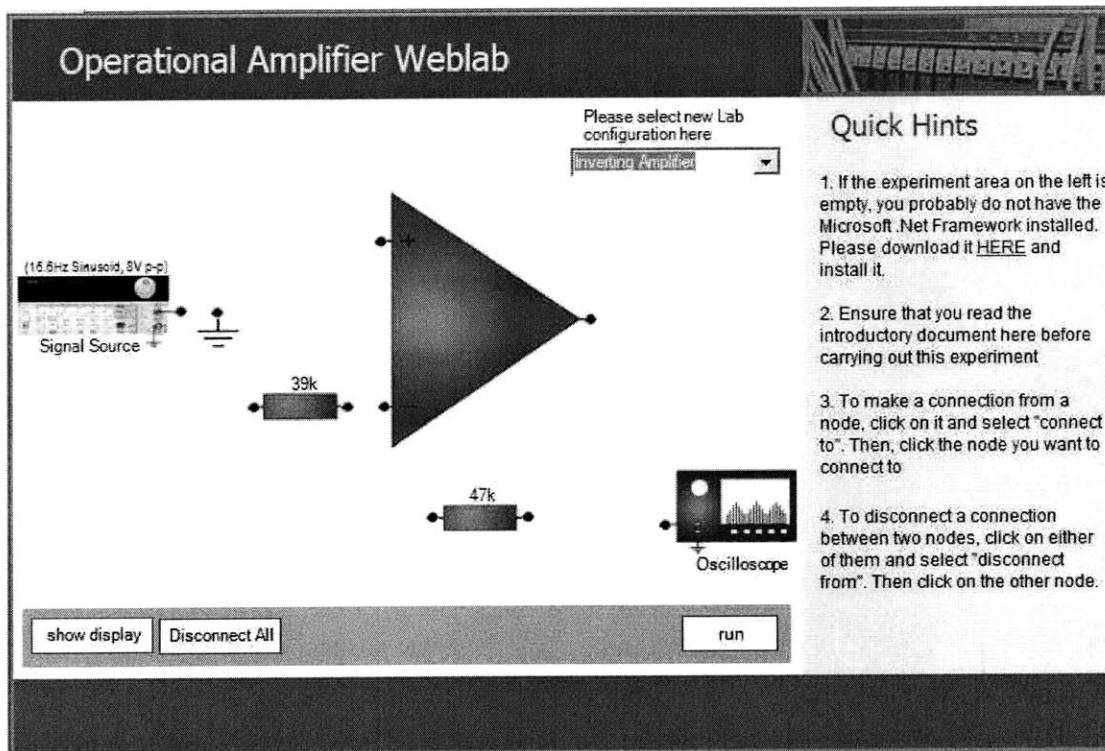 Operational Amplifier Weblab
Please select new Lab
configuration here
Inverting Amplifier
(16.6Hz Sinusoid, 8V p-p)
Signal Source
39k
+
−
47k
Oscilloscope
show display
Disconnect All
run
Quick Hints
1. If the experiment area on the left is
empty, you probably do not have the
Microsoft .Net Framework installed.
Please download it HERE and
install it.
2. Ensure that you read the
introductory document here before
carrying out this experiment
3. To make a connection from a
node, click on it and select "connect
to". Then, click the node you want to
connect to
4. To disconnect a connection
between two nodes, click on either
of them and select "disconnect
from". Then click on the other node.